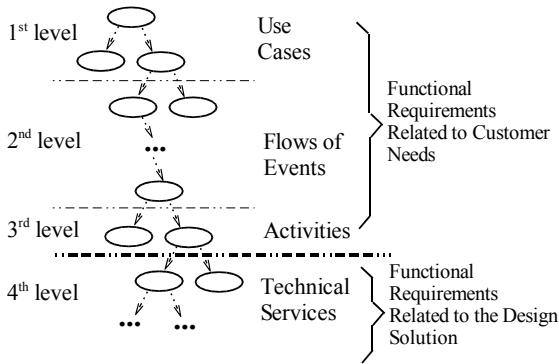 1st level
Use
Cases
2nd level
•••
Flows of
Events
3rd level
Activities
Functional
Requirements
Related to Customer
Needs
4th level
•••
•••
Technical
Services
Functional
Requirements
Related to the Design
Solution